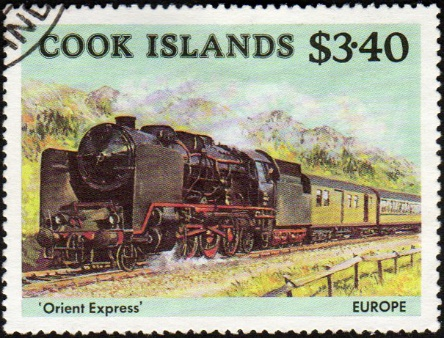 COOK ISLANDS $3·40
'Orient Express' EUROPE